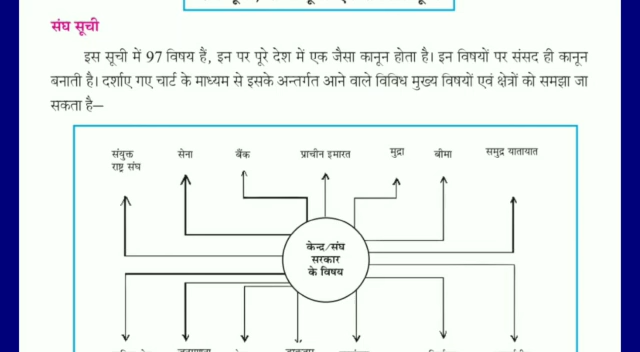 संघ सूची
इस सूची में 97 विषय हैं, इन पर पूरे देश में एक जैसा कानून होता है। इन विषयों पर संसद ही कानून
बनाती है। दर्शाए गए चार्ट के माध्यम से इसके अन्तर्गत आने वाले विविध मुख्य विषयों एवं क्षेत्रों को समझा जा
सकता है—
संयुक्त
राष्ट्र संघ
सेना
बैंक
प्राचीन इमारत
मुद्रा
बीमा
समुद्र यातायात
केन्द्र/संघ
सरकार
के विषय